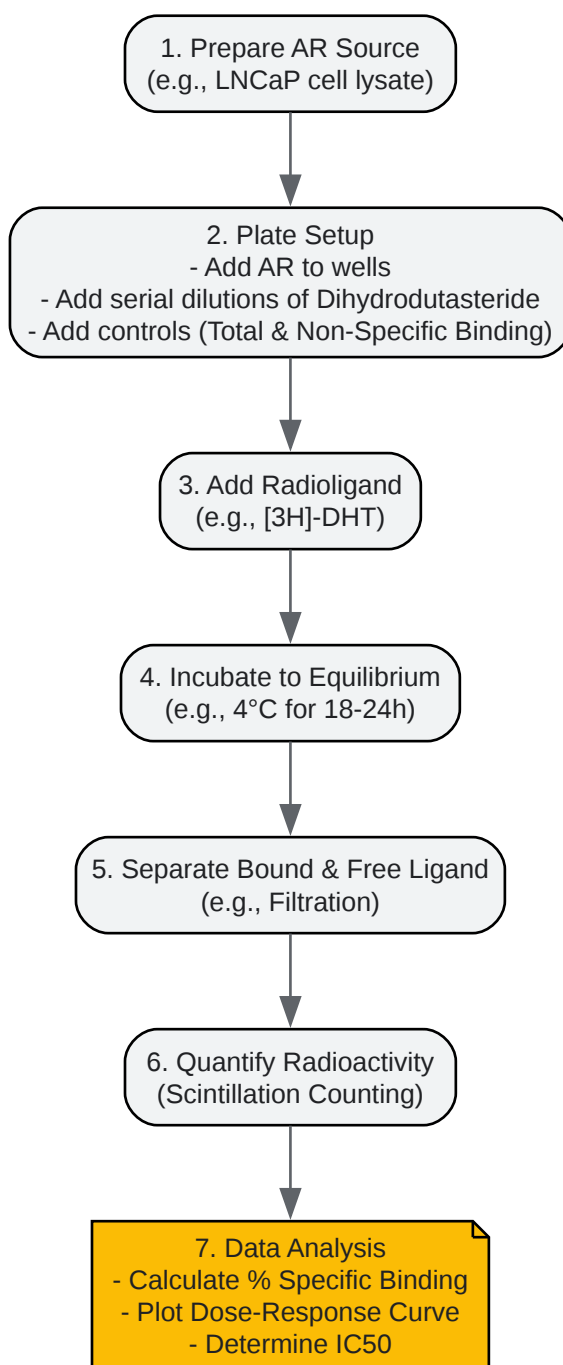 1. Prepare AR Source
(e.g., LNCaP cell lysate)
2. Plate Setup
- Add AR to wells
- Add serial dilutions of Dihydrodutasteride
- Add controls (Total & Non-Specific Binding)
3. Add Radioligand
(e.g., [3H]-DHT)
4. Incubate to Equilibrium
(e.g., 4°C for 18-24h)
5. Separate Bound & Free Ligand
(e.g., Filtration)
6. Quantify Radioactivity
(Scintillation Counting)
7. Data Analysis
- Calculate % Specific Binding
- Plot Dose-Response Curve
- Determine IC50